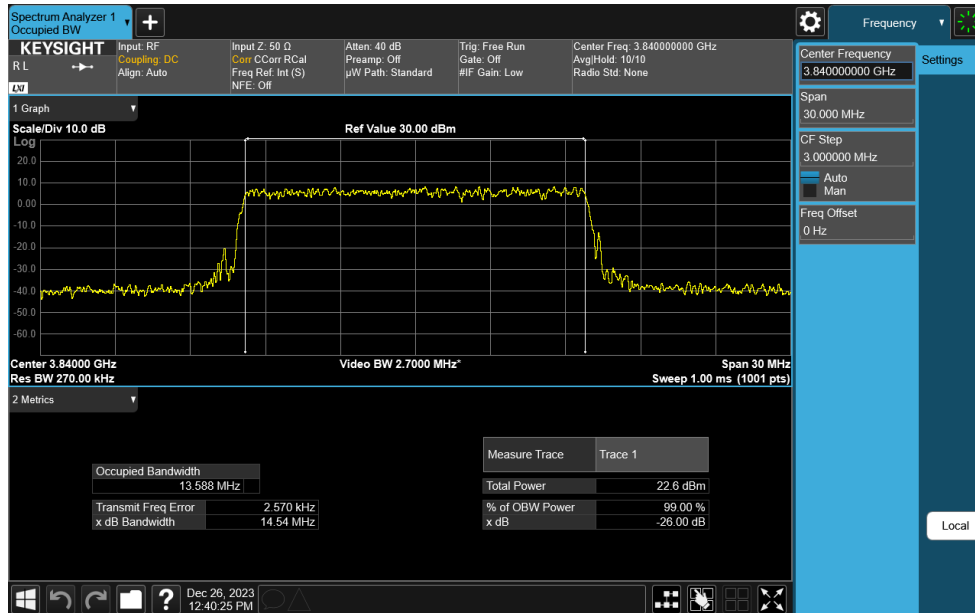 Spectrum Analyzer 1
Occupied BW
Frequency
KEYSIGHT
R L
LXI
Input: RF
Coupling: DC
Align: Auto
Input Z: 50 Ω
Corr CCorr RCal
Freq Ref: Int (S)
NFE: Off
Atten: 40 dB
Preamp: Off
µW Path: Standard
Trig: Free Run
Gate: Off
#IF Gain: Low
Center Freq: 3.840000000 GHz
Avg|Hold: 10/10
Radio Std: None
Center Frequency
3.840000000 GHz
Settings
Span
30.000 MHz
CF Step
3.000000 MHz
Auto
Man
Freq Offset
0 Hz
Local
1 Graph
Scale/Div 10.0 dB
Ref Value 30.00 dBm
Log
20.0
10.0
0.00
-10.0
-20.0
-30.0
-40.0
-50.0
-60.0
Center 3.84000 GHz
Video BW 2.7000 MHz*
Span 30 MHz
Res BW 270.00 kHz
Sweep 1.00 ms (1001 pts)
2 Metrics
Measure Trace
Trace 1
Occupied Bandwidth
13.588 MHz
Total Power
22.6 dBm
Transmit Freq Error
2.570 kHz
% of OBW Power
99.00 %
x dB Bandwidth
14.54 MHz
x dB
-26.00 dB
?
Dec 26, 2023
12:40:25 PM